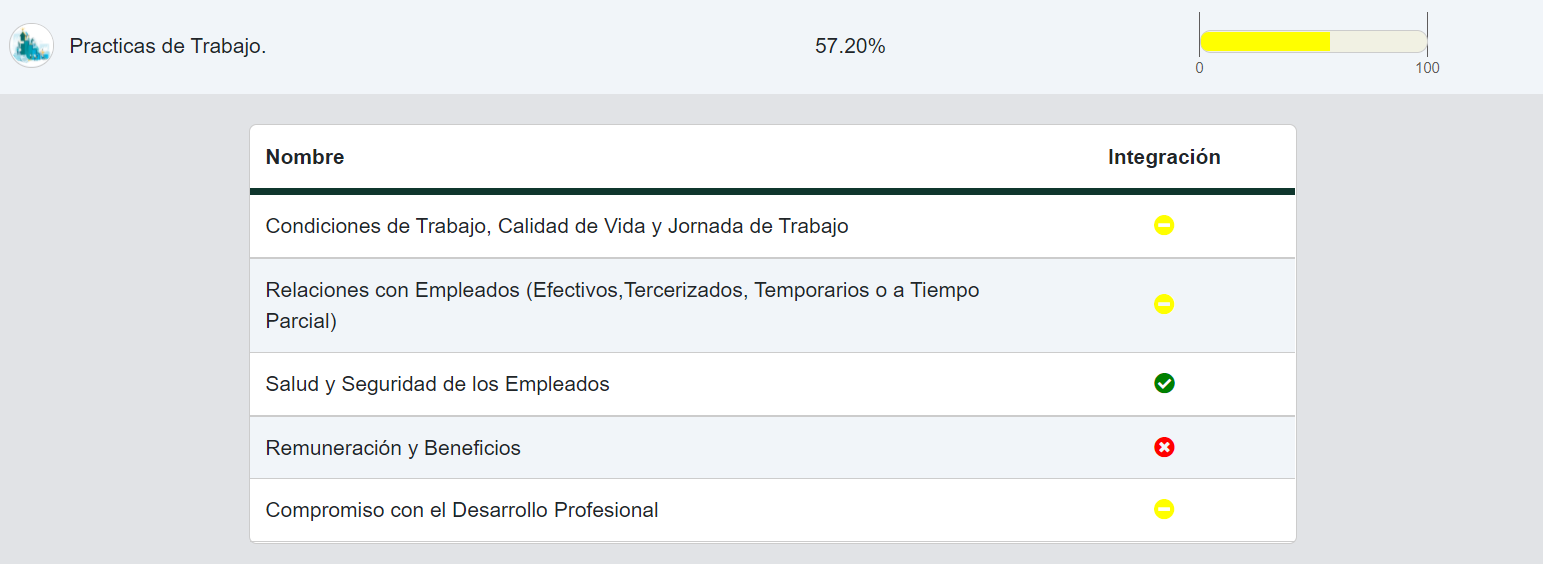 Practicas de Trabajo.
57.20%
0
100
Nombre
Integración
Condiciones de Trabajo, Calidad de Vida y Jornada de Trabajo
Relaciones con Empleados (Efectivos,Tercerizados, Temporarios o a Tiempo
Parcial)
Salud y Seguridad de los Empleados
Remuneración y Beneficios
Compromiso con el Desarrollo Profesional